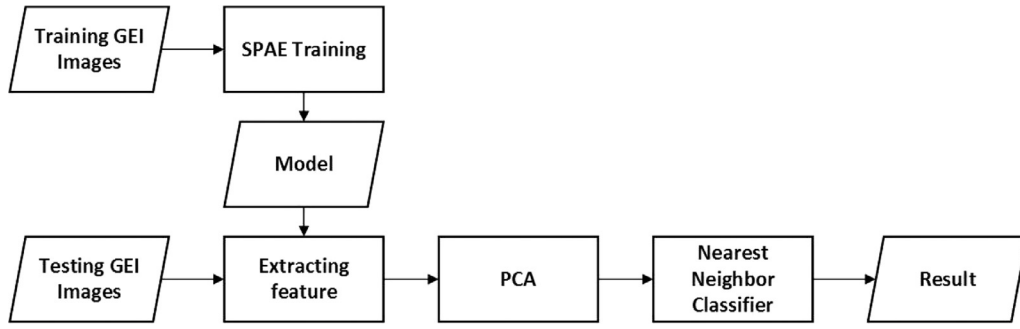 Training GEI
Images
SPAE Training
Model
Testing GEI
Images
Extracting
feature
PCA
Nearest
Neighbor
Classifier
Result